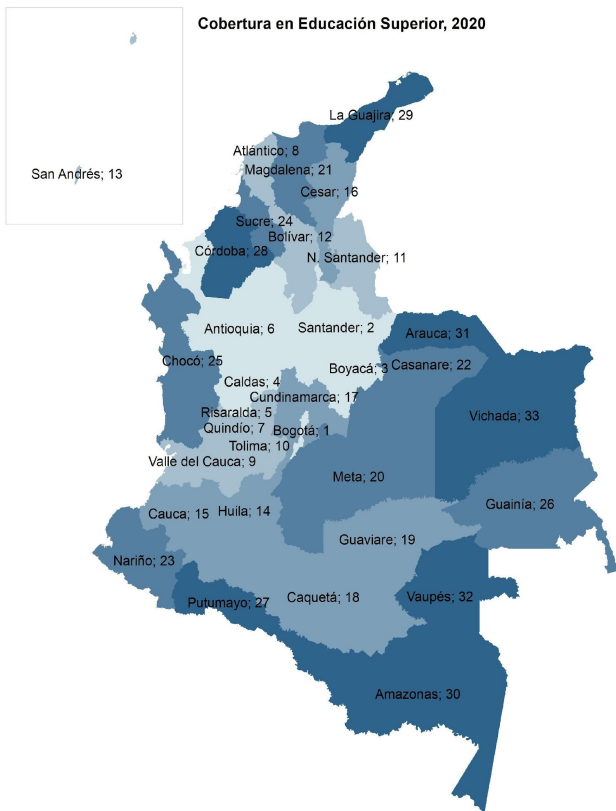 Cobertura en Educación Superior, 2020
La Guajira; 29
Atlántico; 8
Magdalena; 21
San Andrés; 13
Cesar; 16
Sucre; 24
Bolívar; 12
Córdoba; 28
N. Santander; 11
Antioquia; 6
Santander; 2
Arauca; 31
Chocó; 25
Boyacá; 3
Casanare; 22
Caldas; 4
Cundinamarca; 17
Risaralda; 5
Vichada; 33
Quindío; 7
Bogotá; 1
Tolima; 10
Valle del Cauca; 9
Meta; 20
Guainía; 26
Cauca; 15
Huila; 14
Guaviare; 19
Nariño; 23
Putumayo; 27
Caquetá; 18
Vaupés; 32
Amazonas; 30